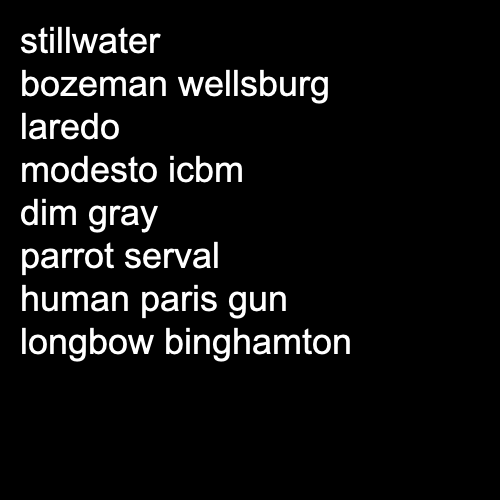 stillwater
bozeman wellsburg
laredo
modesto icbm
dim gray
parrot serval
human paris gun
longbow binghamton